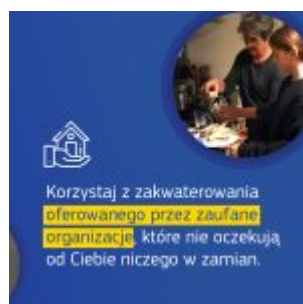 Korzystaj z zakwaterowania
oferowanego przez zaufane
organizacje, które nie oczekują
od Ciebie niczego w zamian.